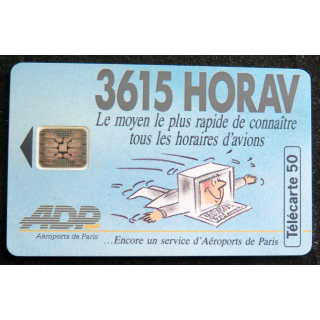 3615 HORAV
Le moyen le plus rapide de connaître
tous les horaires d'avions
ADP
Aéroports de Paris
...Encore un service d'Aéroports de Paris
Télécarte 50